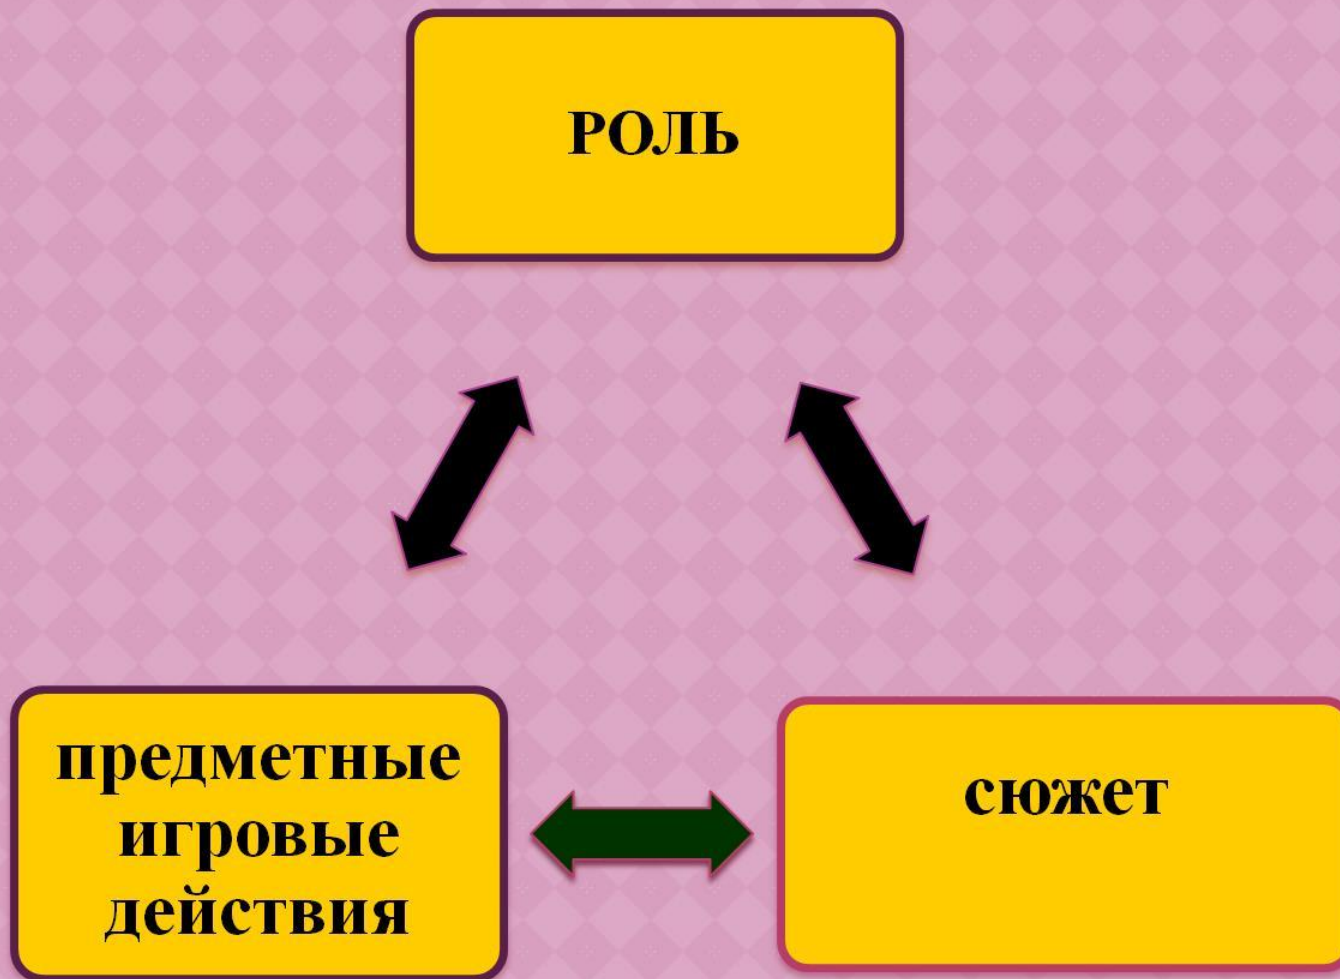 РОЛЬ
предметные
игровые
действия
сюжет